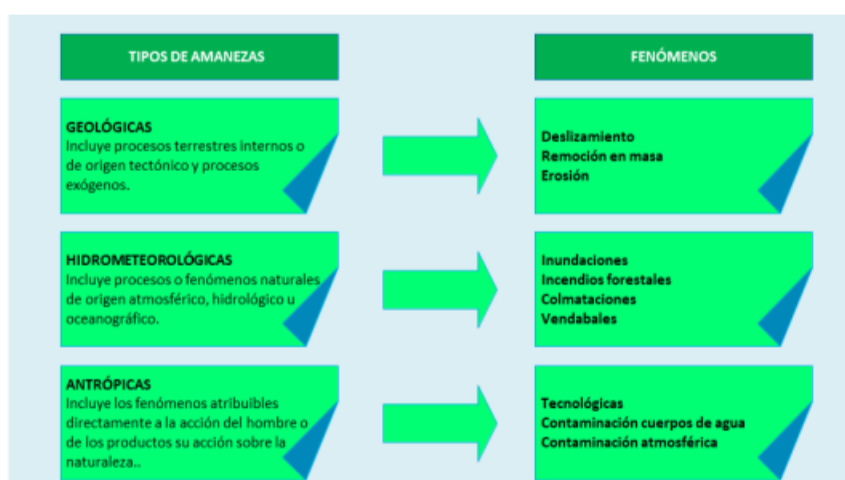 TIPOS DE AMANEZAS
FENÓMENOS
GEOLÓGICAS
Incluye procesos terrestres internos o
de origen tectónico y procesos
exógenos.
Deslizamiento
Remoción en masa
Erosión
HIDROMETEOROLÓGICAS
Incluye procesos o fenómenos naturales
de origen atmosférico, hidrológico u
oceanográfico.
Inundaciones
Incendios forestales
Colmataciones
Vendabales
ANTRÓPICAS
Incluye los fenómenos atribuibles
directamente a la acción del hombre o
de los productos su acción sobre la
naturaleza..
Tecnológicas
Contaminación cuerpos de agua
Contaminación atmosférica